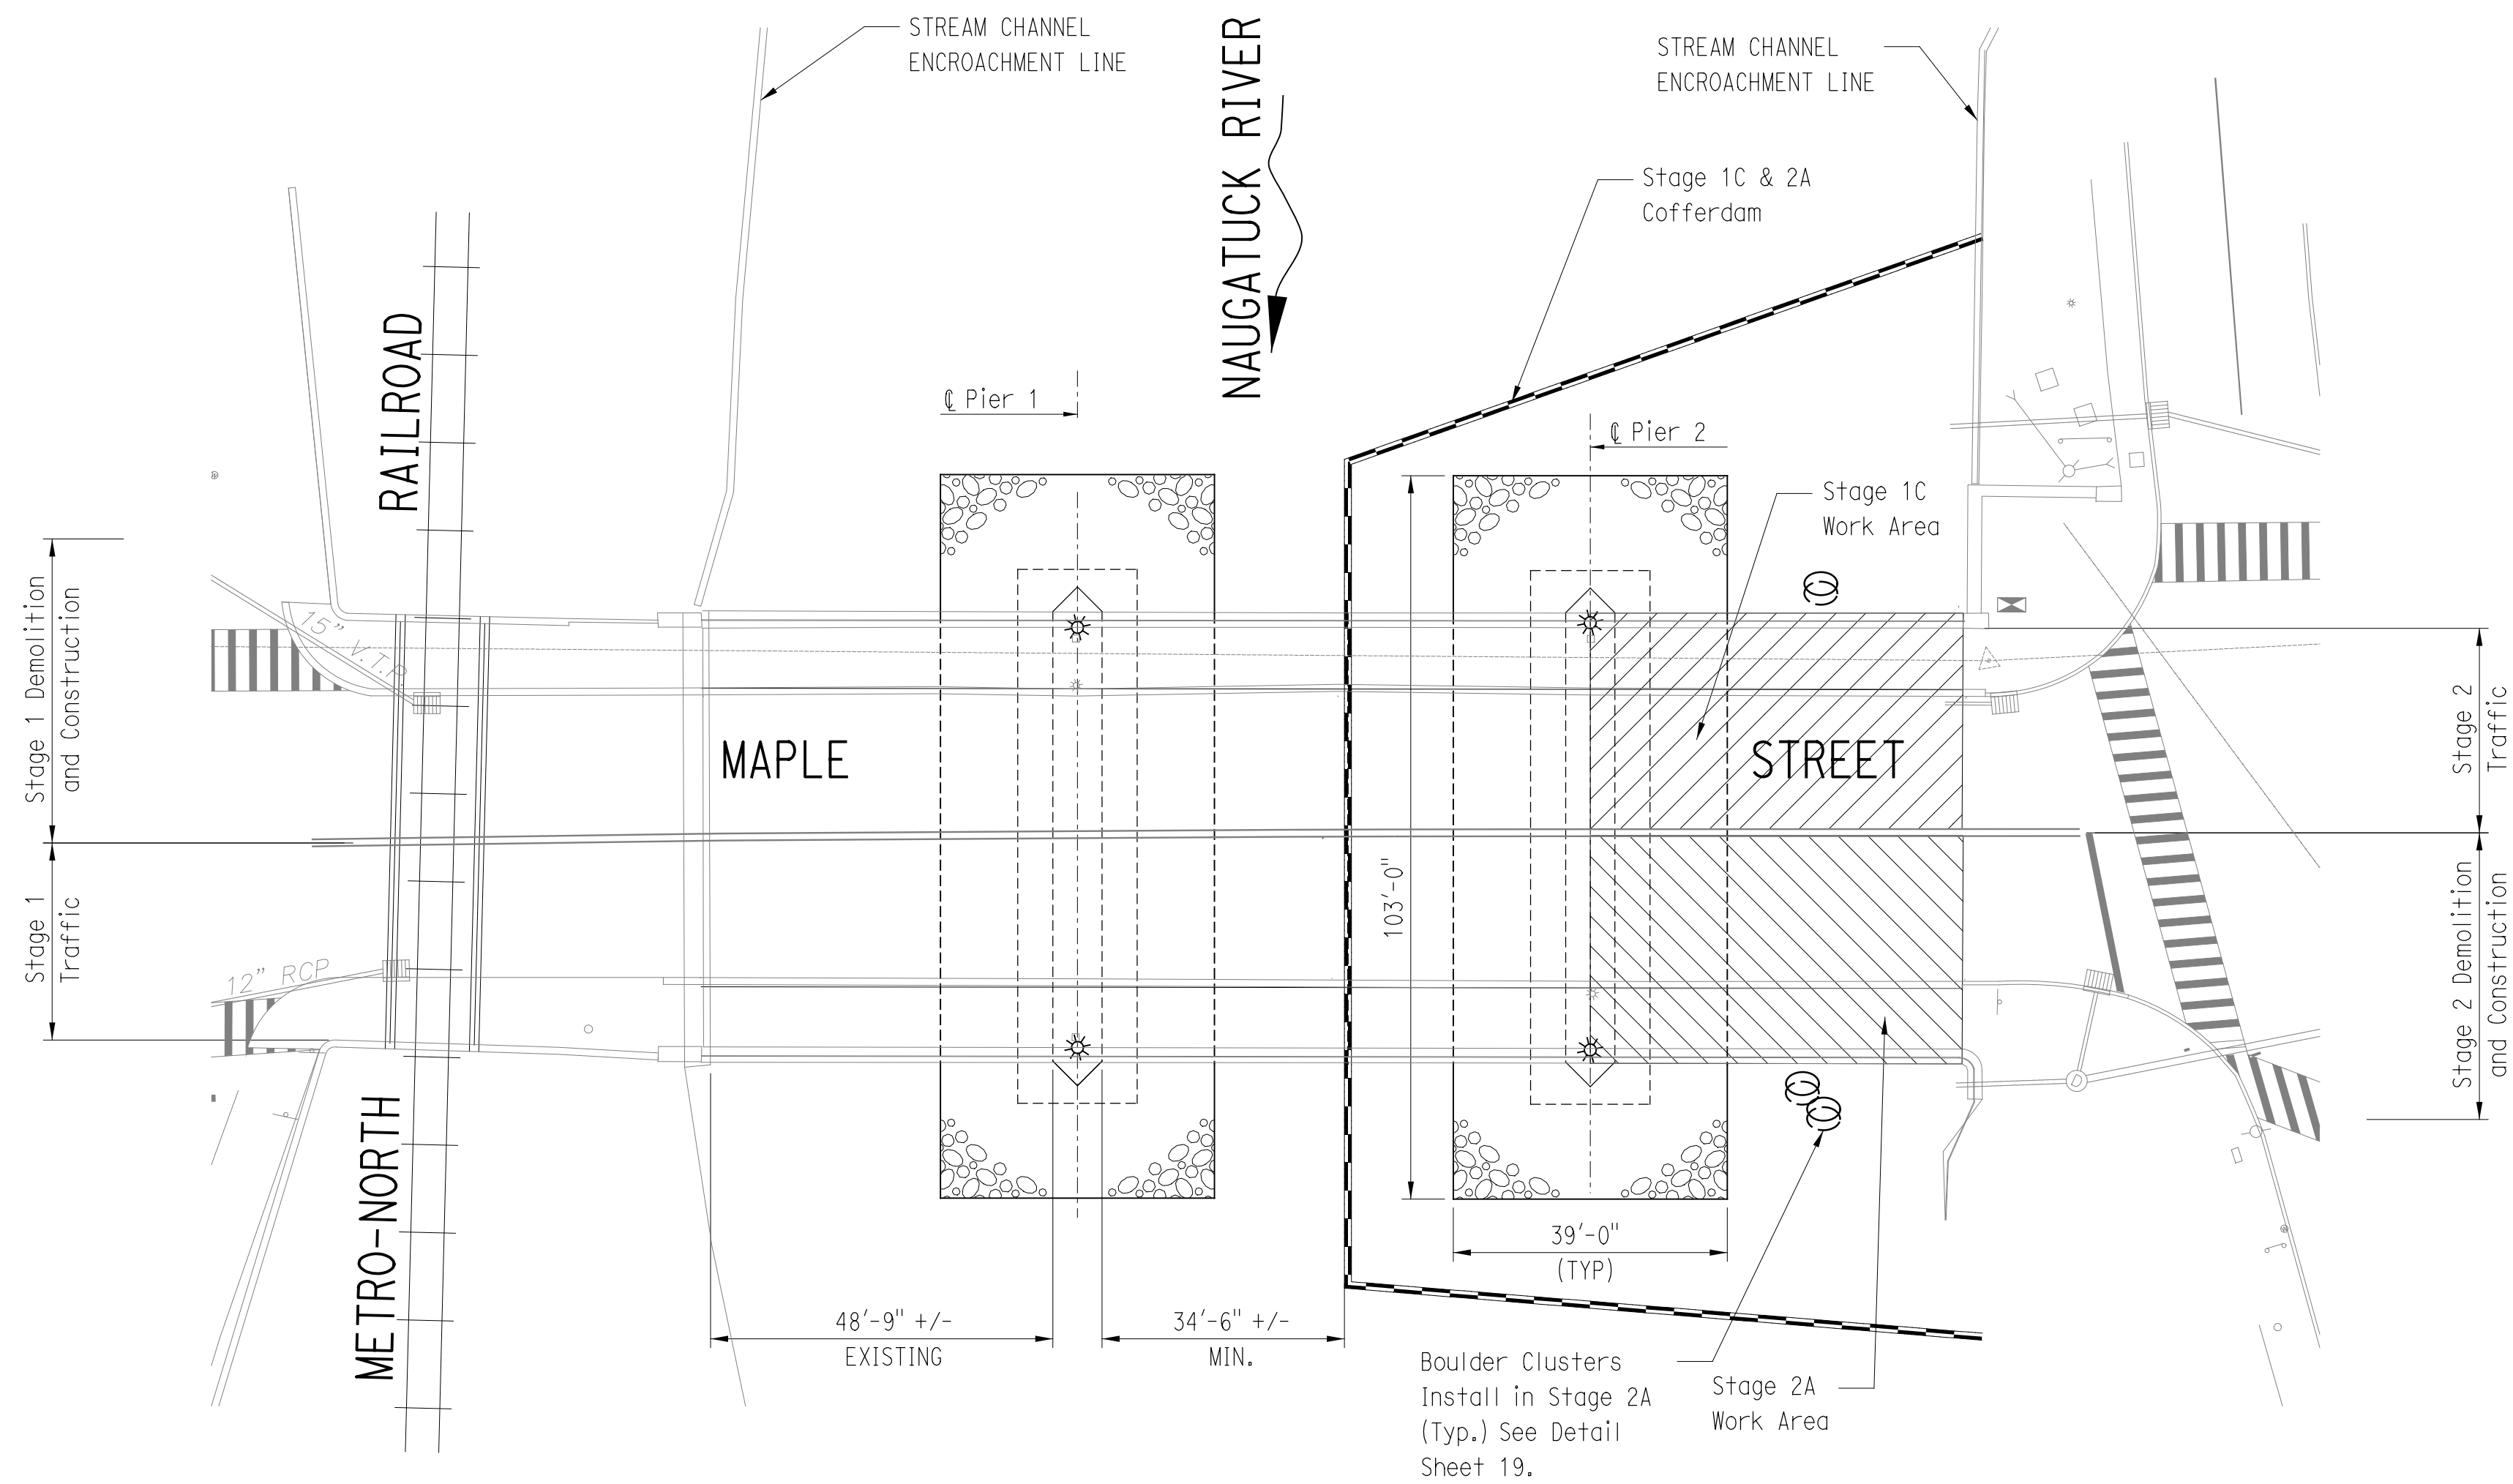 STREAM CHANNEL
ENCROACHMENT LINE
NAUGATUCK RIVER
STREAM CHANNEL
ENCROACHMENT LINE
Stage 1C & 2A
Cofferdam
RAILROAD
℄ Pier 1
℄ Pier 2
Stage 1C
Work Area
Stage 1 Demolition
and Construction
15" V.T.P.
MAPLE
STREET
Stage 2
Traffic
103'-0"
Stage 1
Traffic
12" RCP
Stage 2 Demolition
and Construction
D
METRO-NORTH
39'-0"
(TYP)
48'-9" +/-
EXISTING
34'-6" +/-
MIN.
Boulder Clusters
Install in Stage 2A
(Typ.) See Detail
Sheet 19.
Stage 2A
Work Area